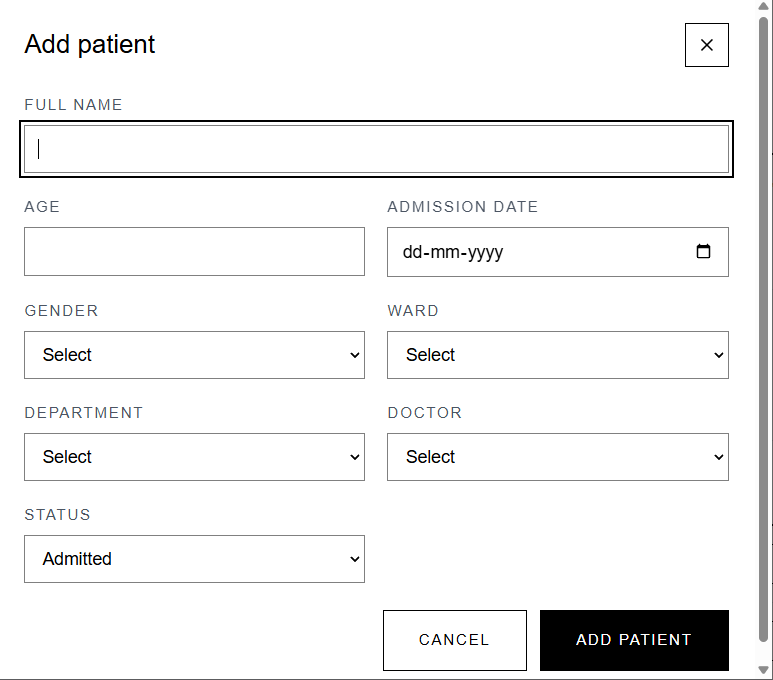 Add patient
FULL NAME
AGE
ADMISSION DATE
dd-mm-yyyy
GENDER
WARD
Select
Select
DEPARTMENT
DOCTOR
Select
Select
STATUS
Admitted
CANCEL
ADD PATIENT